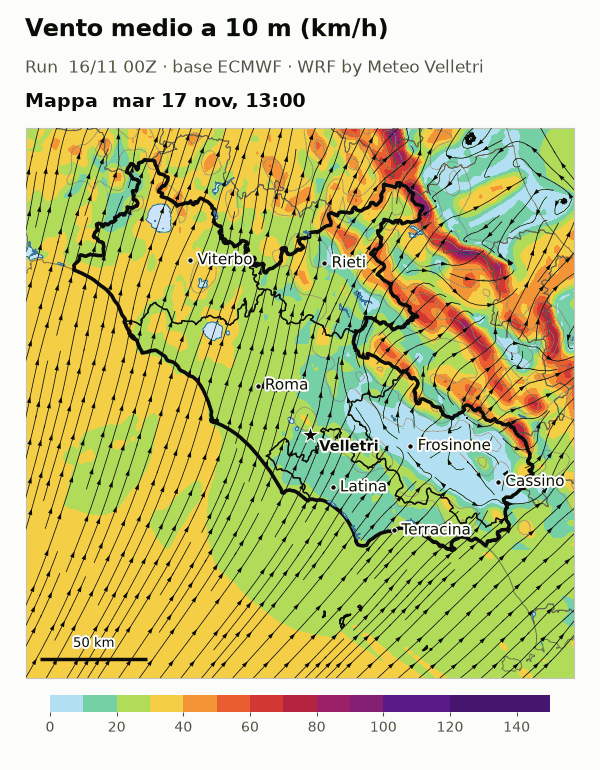 Vento medio a 10 m (km/h)
Run  16/11 00Z · base ECMWF · WRF by Meteo Velletri
Mappa  mar 17 nov, 13:00
Viterbo
Rieti
Roma
Velletri
Frosinone
Cassino
Latina
Terracina
50 km
0 20 40 60 80 100 120 140